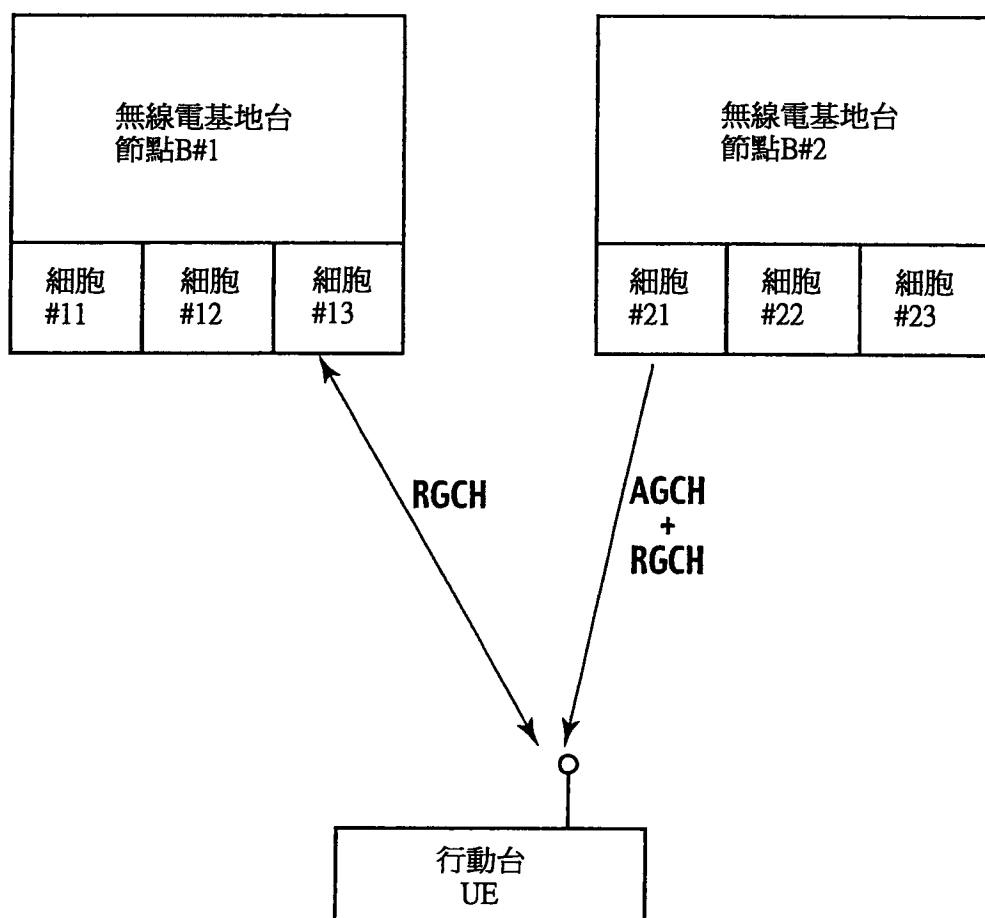 無線電基地台
節點B#1
無線電基地台
節點B#2
細胞
#11
細胞
#12
細胞
#13
細胞
#21
細胞
#22
細胞
#23
RGCH
AGCH
+
RGCH
行動台
UE